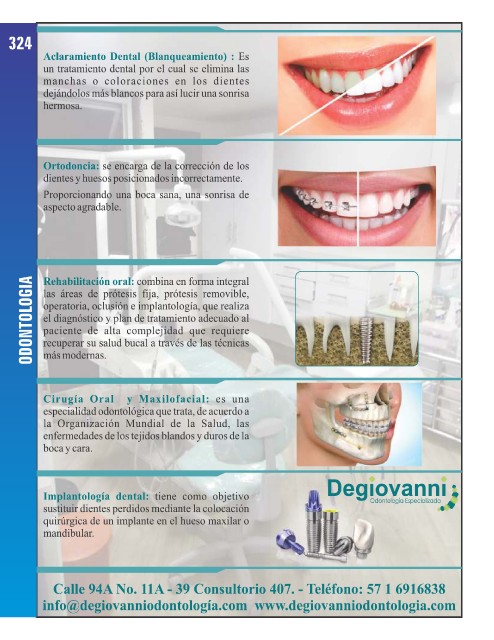 324
ODONTOLOGIA
Aclaramiento Dental (Blanqueamiento) : Es
un tratamiento dental por el cual se elimina las
manchas o coloraciones en los dientes
dejándolos más blancos para así lucir una sonrisa
hermosa.
Ortodoncia: se encarga de la corrección de los
dientes y huesos posicionados incorrectamente.
Proporcionando una boca sana, una sonrisa de
aspecto agradable.
Rehabilitación oral: combina en forma integral
las áreas de prótesis fija, prótesis removible,
operatoria, oclusión e implantología, que realiza
el diagnóstico y plan de tratamiento adecuado al
paciente de alta complejidad que requiere
recuperar su salud bucal a través de las técnicas
más modernas.
Cirugía Oral y Maxilofacial: es una
especialidad odontológica que trata, de acuerdo a
la Organización Mundial de la Salud, las
enfermedades de los tejidos blandos y duros de la
boca y cara.
Implantología dental: tiene como objetivo
sustituir dientes perdidos mediante la colocación
quirúrgica de un implante en el hueso maxilar o
mandibular.
Degiovanni
Odontología Especializada
Calle 94A No. 11A - 39 Consultorio 407. - Teléfono: 57 1 6916838
info@degiovanniodontología.com www.degiovanniodontologia.com